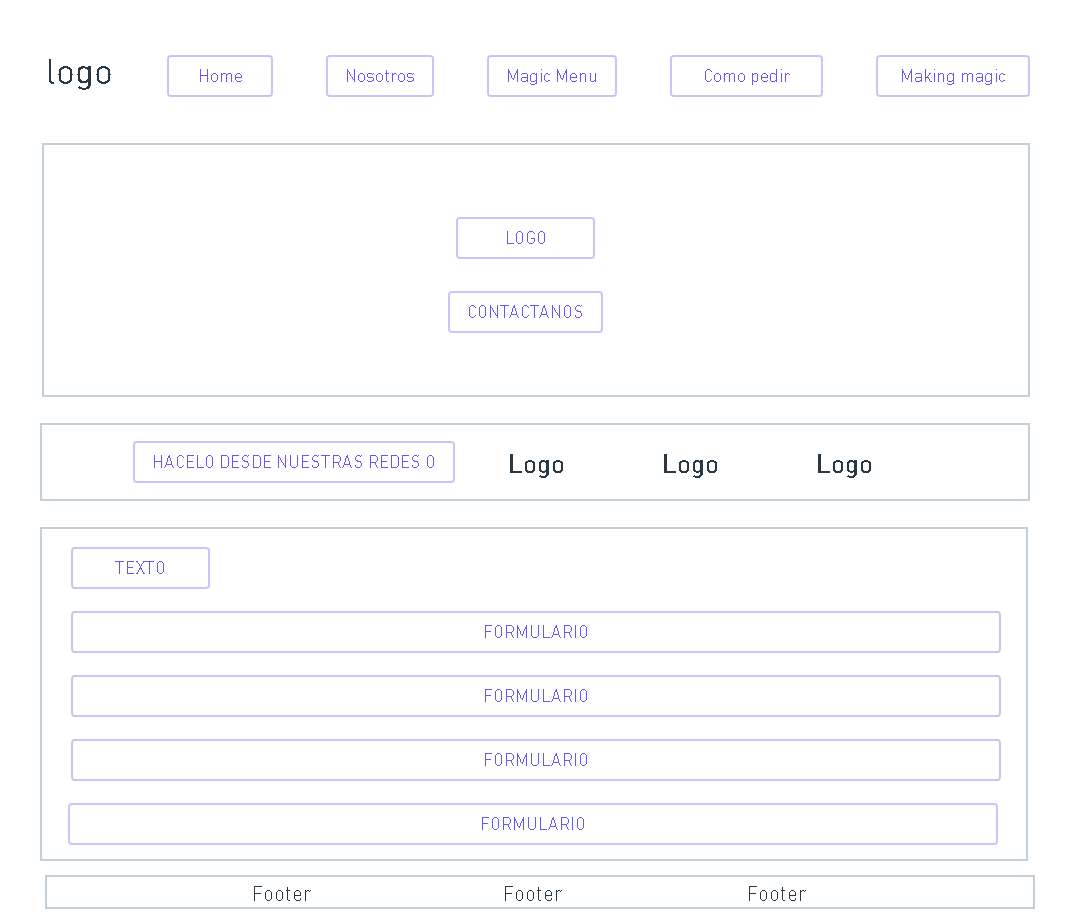 logo Home Nosotros Magic Menu Como pedir Making magic
LOGO
CONTACTANOS
HACELO DESDE NUESTRAS REDES O Logo Logo Logo
TEXTO
FORMULARIO
FORMULARIO
FORMULARIO
FORMULARIO
Footer Footer Footer